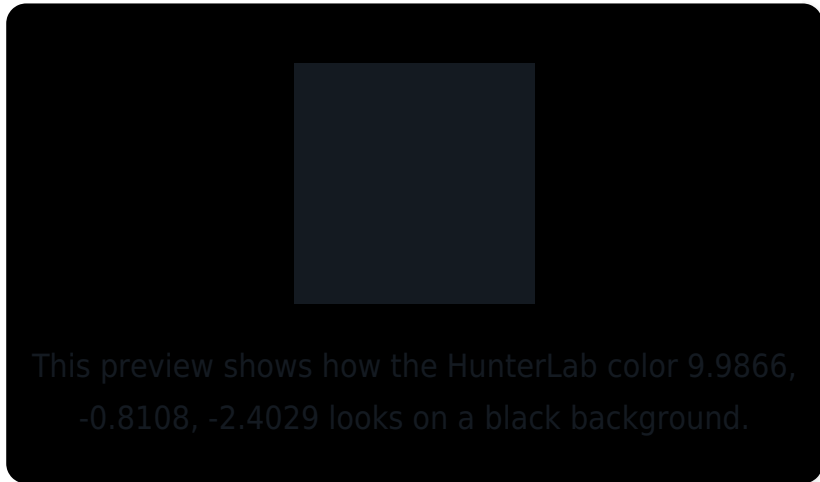 This preview shows how the HunterLab color 9.9866,
-0.8108, -2.4029 looks on a black background.